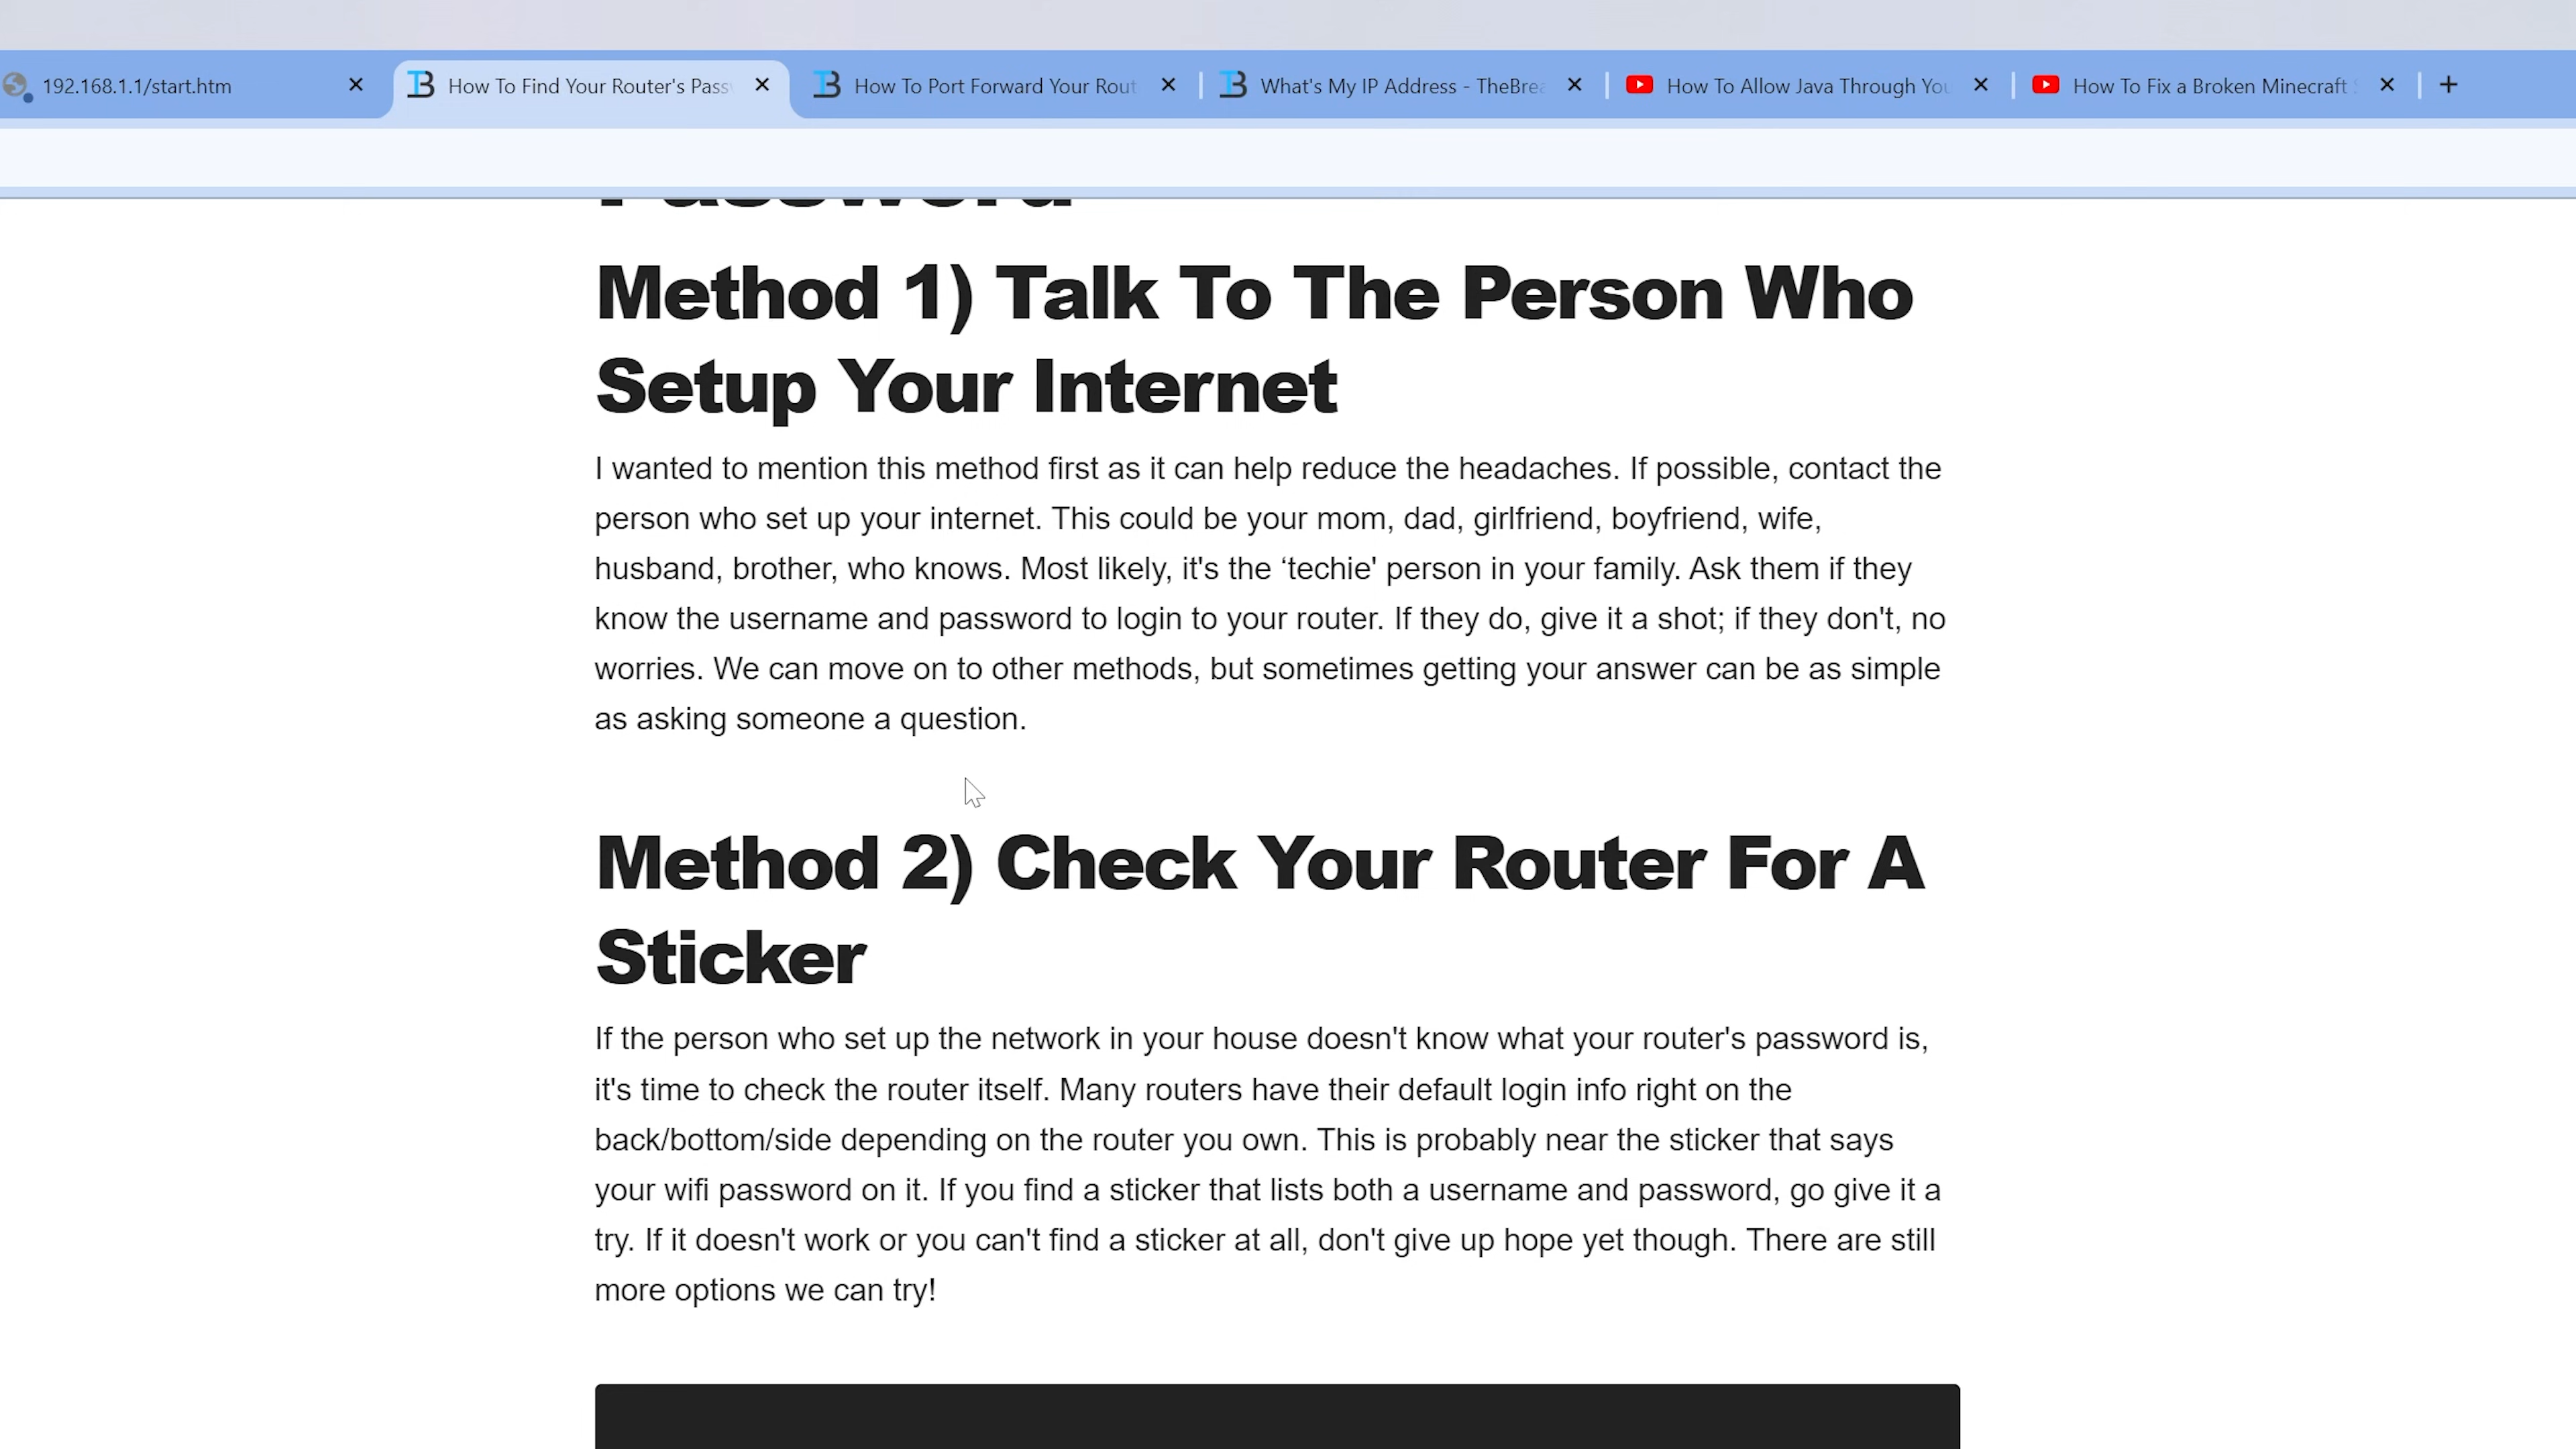 192.168.1.1/start.htm
How To Find Your Router's Pass
How To Port Forward Your Rout
What's My IP Address - TheBrea
How To Allow Java Through You
How To Fix a Broken Minecraft S
Password
Method 1) Talk To The Person Who
Setup Your Internet
I wanted to mention this method first as it can help reduce the headaches. If possible, contact the
person who set up your internet. This could be your mom, dad, girlfriend, boyfriend, wife,
husband, brother, who knows. Most likely, it's the ‘techie' person in your family. Ask them if they
know the username and password to login to your router. If they do, give it a shot; if they don't, no
worries. We can move on to other methods, but sometimes getting your answer can be as simple
as asking someone a question.
Method 2) Check Your Router For A
Sticker
If the person who set up the network in your house doesn't know what your router's password is,
it's time to check the router itself. Many routers have their default login info right on the
back/bottom/side depending on the router you own. This is probably near the sticker that says
your wifi password on it. If you find a sticker that lists both a username and password, go give it a
try. If it doesn't work or you can't find a sticker at all, don't give up hope yet though. There are still
more options we can try!